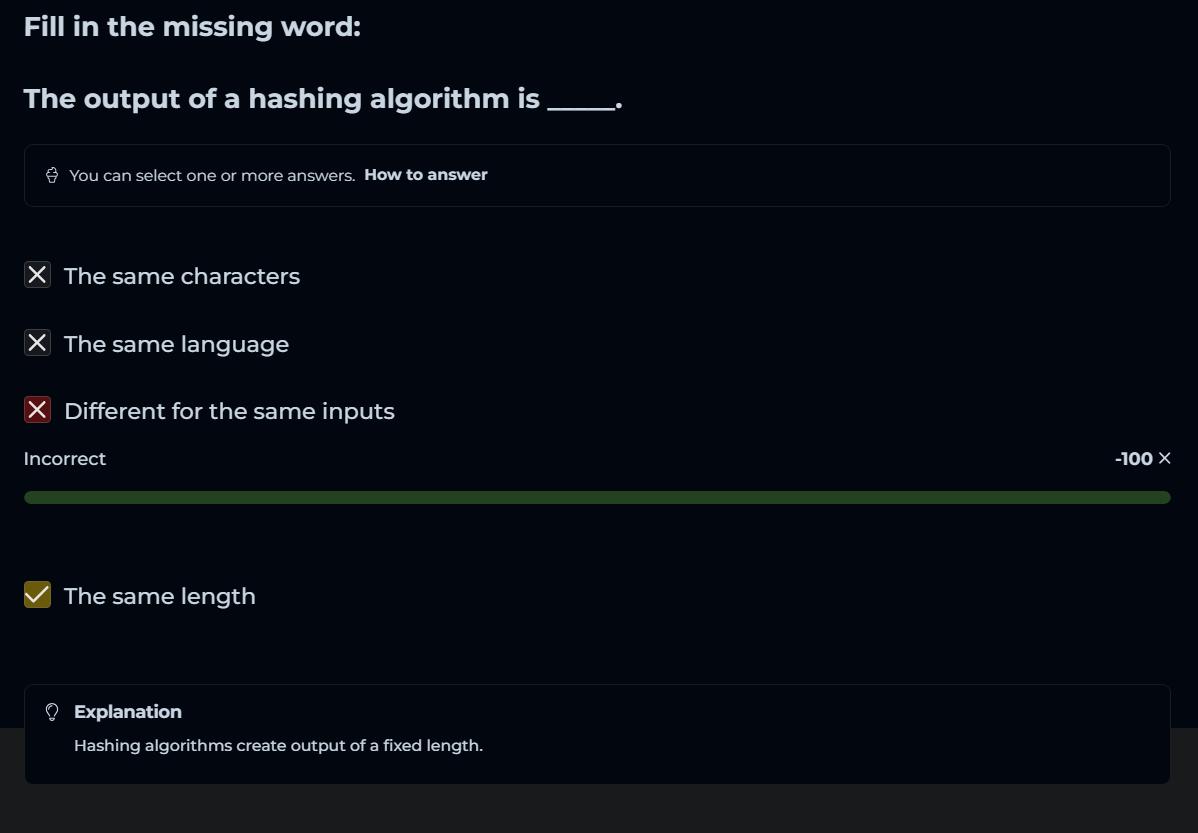 Fill in the missing word:
The output of a hashing algorithm is _____.
You can select one or more answers. How to answer
The same characters
The same language
Different for the same inputs
Incorrect
-100 ×
The same length
Explanation
Hashing algorithms create output of a fixed length.